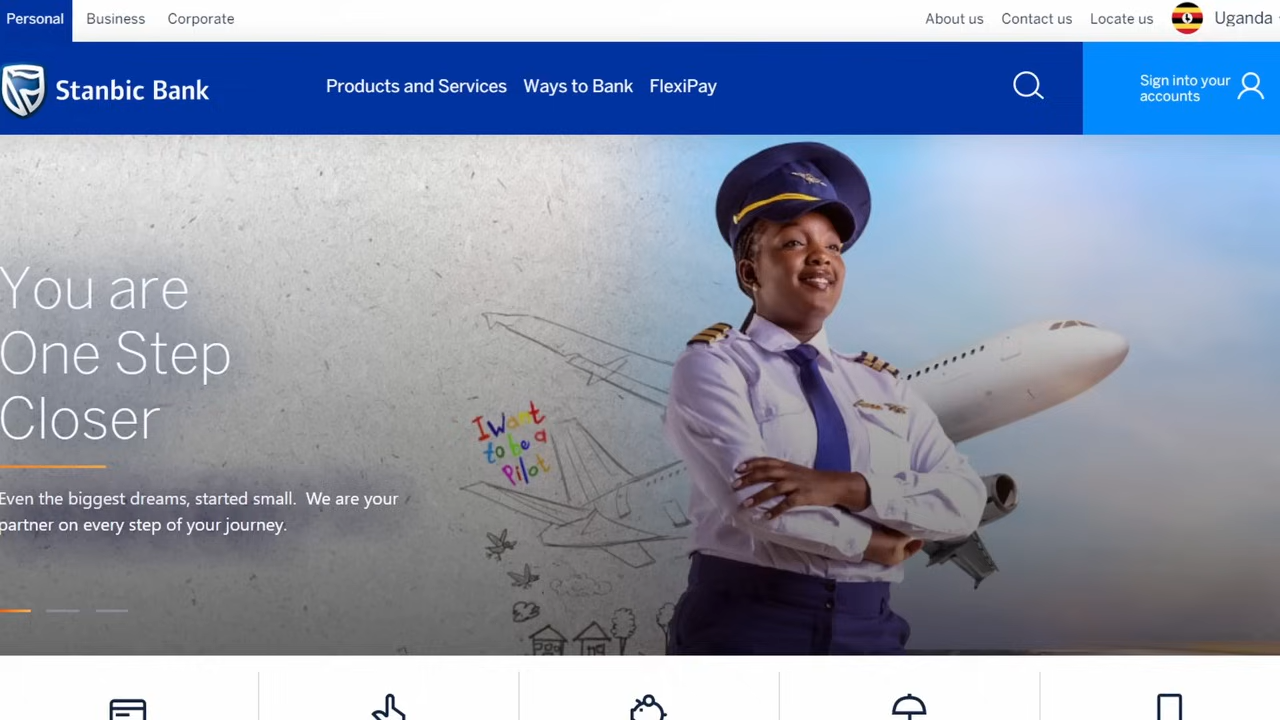 Personal
Business
Corporate
About us
Contact us
Locate us
Uganda
Stanbic Bank
Products and Services
Ways to Bank
FlexiPay
Sign into your
accounts
You are
One Step
Closer
I Want
to be a
Pilot
Even the biggest dreams, started small.  We are your
partner on every step of your journey.